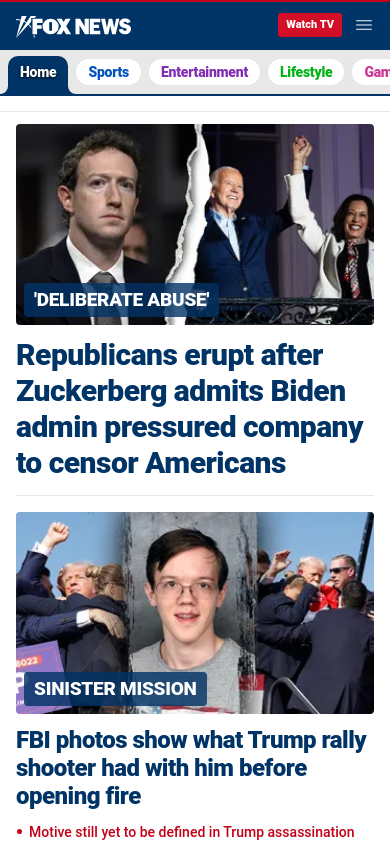 FOX NEWS
Watch TV
Home Sports Entertainment Lifestyle Gam
'DELIBERATE ABUSE'
Republicans erupt after
Zuckerberg admits Biden
admin pressured company
to censor Americans
BO22
SINISTER MISSION
FBI photos show what Trump rally
shooter had with him before
opening fire
• Motive still yet to be defined in Trump assassination